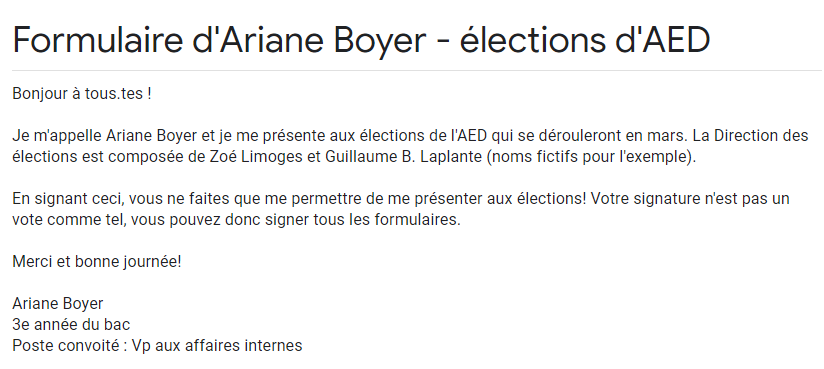 Formulaire d'Ariane Boyer - élections d'AED
Bonjour à tous.tes !
Je m'appelle Ariane Boyer et je me présente aux élections de l'AED qui se dérouleront en mars. La Direction des
élections est composée de Zoé Limoges et Guillaume B. Laplante (noms fictifs pour l'exemple).
En signant ceci, vous ne faites que me permettre de me présenter aux élections! Votre signature n'est pas un
vote comme tel, vous pouvez donc signer tous les formulaires.
Merci et bonne journée!
Ariane Boyer
3e année du bac
Poste convoité : Vp aux affaires internes